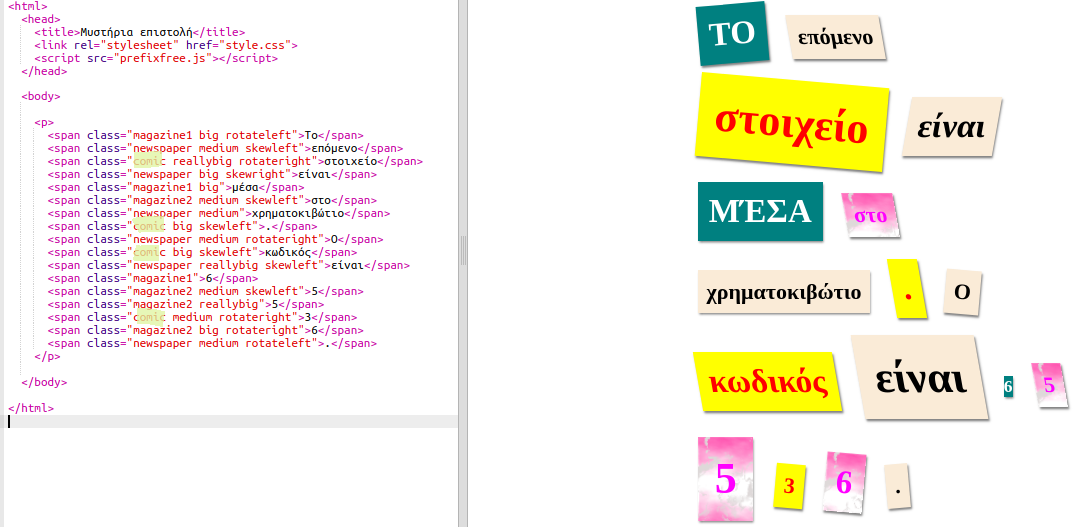 <html>
<head>
<title>Μυστήρια επιστολή</title>
<link rel="stylesheet" href="style.css">
<script src="prefixfree.js"></script>
</head>
<body>
<p>
<span class="magazine1 big rotateleft">Το</span>
<span class="newspaper medium skewleft">επόμενο</span>
<span class="comic reallybig rotateright">στοιχείο</span>
<span class="newspaper big skewright">είναι</span>
<span class="magazine1 big">μέσα</span>
<span class="magazine2 medium skewleft">στο</span>
<span class="newspaper medium">χρηματοκιβώτιο</span>
<span class="comic big skewleft">.</span>
<span class="newspaper medium rotateright">Ο</span>
<span class="comic big skewleft">κωδικός</span>
<span class="newspaper reallybig skewleft">είναι</span>
<span class="magazine1">6</span>
<span class="magazine2 medium skewleft">5</span>
<span class="magazine2 reallybig">5</span>
<span class="comic medium rotateright">3</span>
<span class="magazine2 big rotateright">6</span>
<span class="newspaper medium rotateleft">.</span>
</p>
</body>
</html>
ΤΟ επόμενο
στοιχείο είναι
ΜΈΣΑ στο
χρηματοκιβώτιο . Ο
κωδικός είναι 6 5
5 3 6 .